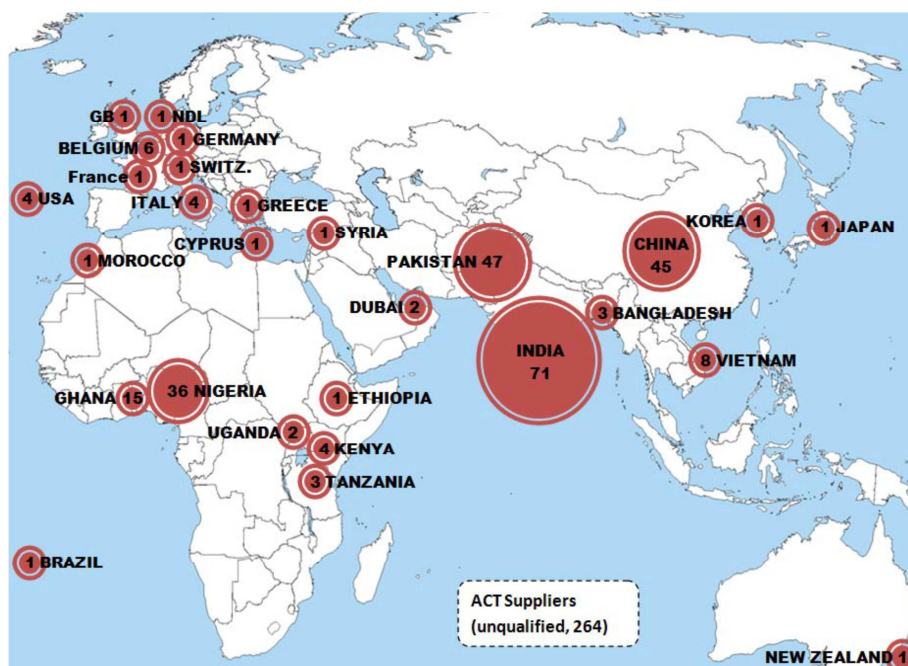 GB 1
1 NDL
1 GERMANY
BELGIUM 6
1 SWITZ.
France 1
4 USA
ITALY 4
1 GREECE
1 SYRIA
CYPRUS 1
1 MOROCCO
PAKISTAN 47
CHINA
45
KOREA 1
1 JAPAN
DUBAI 2
3 BANGLADESH
INDIA
71
8 VIETNAM
GHANA 15
36 NIGERIA
1 ETHIOPIA
UGANDA 2
4 KENYA
3 TANZANIA
1 BRAZIL
ACT Suppliers
(unqualified, 264)
NEW ZEALAND 1